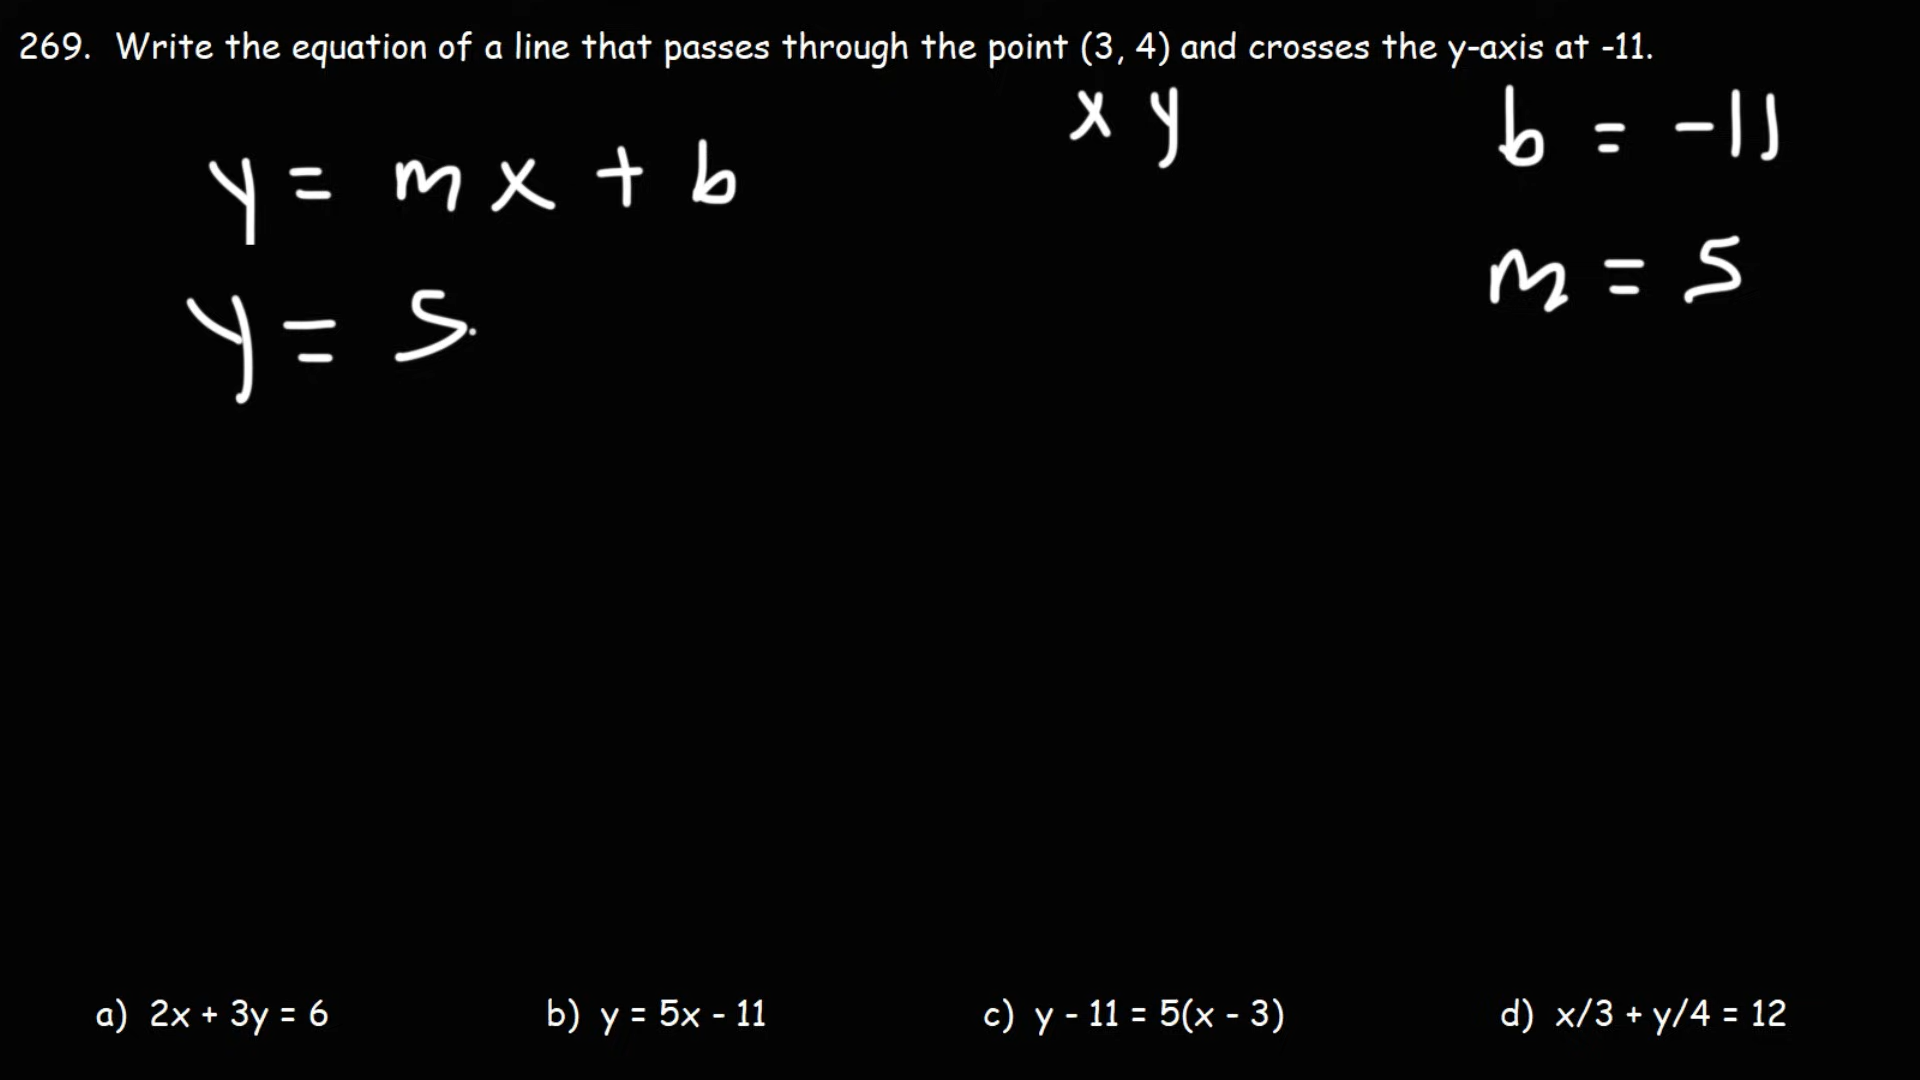 269. Write the equation of a line that passes through the point (3, 4) and crosses the y-axis at -11.
x y
b = -11
y = mx + b
m = 5
y = 5
a) 2x + 3y = 6
b) y = 5x - 11
c) y - 11 = 5(x - 3)
d) x/3 + y/4 = 12